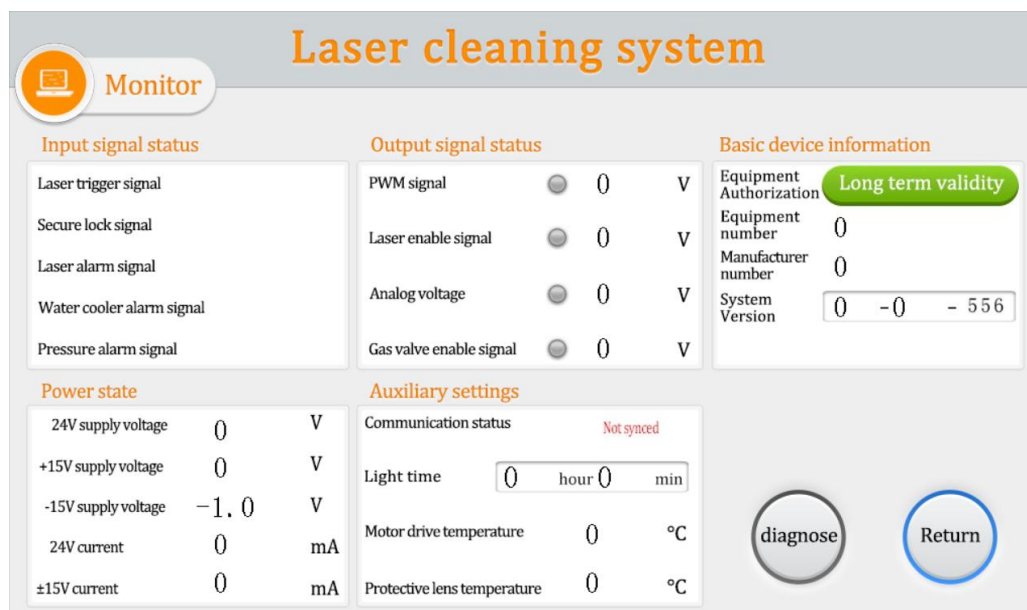 Laser cleaning system
Monitor
Input signal status
Laser trigger signal
Secure lock signal
Laser alarm signal
Water cooler alarm signal
Pressure alarm signal
Output signal status
PWM signal 0 V
Laser enable signal 0 V
Analog voltage 0 V
Gas valve enable signal 0 V
Basic device information
Equipment
Authorization
Long term validity
Equipment
number
0
Manufacturer
number
0
System
Version
0 -0 - 556
Power state
24V supply voltage 0 V
+15V supply voltage 0 V
-15V supply voltage -1.0 V
24V current 0 mA
±15V current 0 mA
Auxiliary settings
Communication status Not synced
Light time 0 hour 0 min
Motor drive temperature 0 °C
Protective lens temperature 0 °C
diagnose
Return